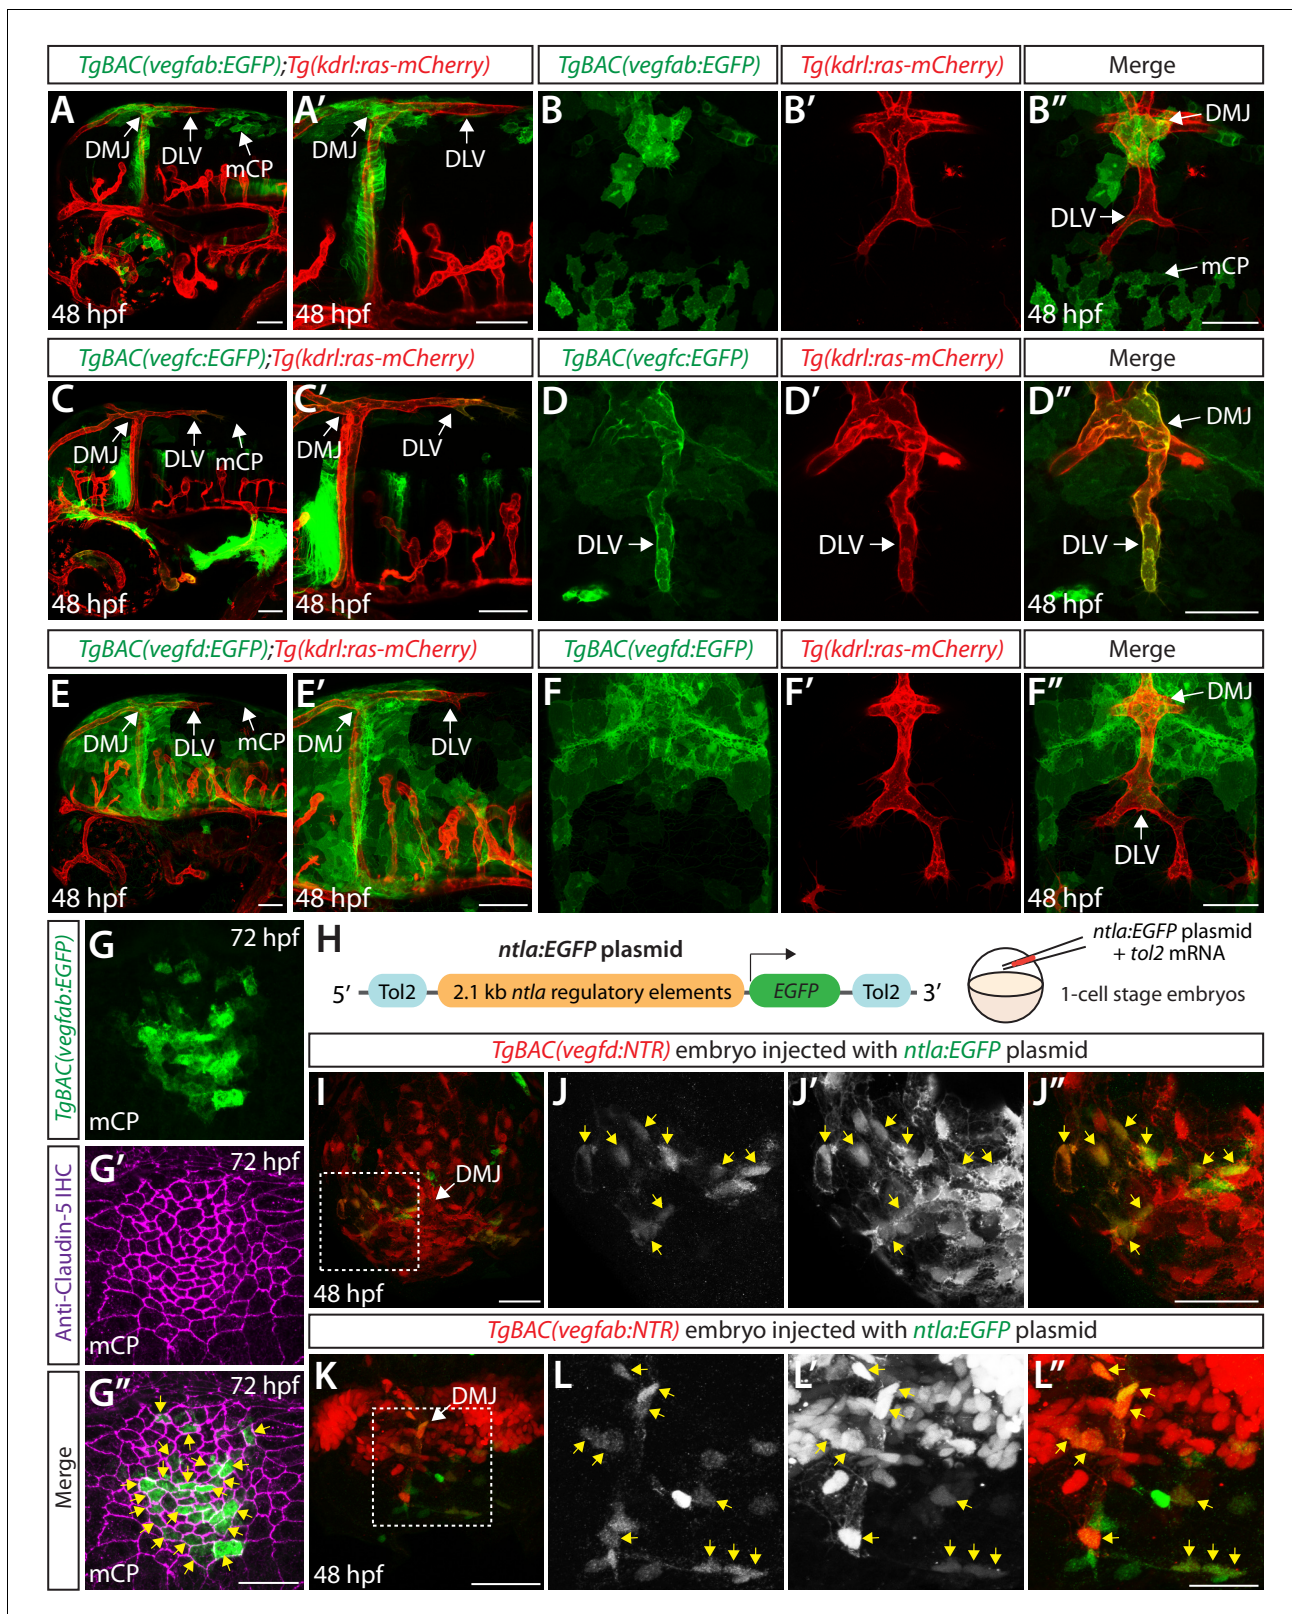 TgBAC(vegfab:EGFP);Tg(kdrl:ras-mCherry)
TgBAC(vegfab:EGFP)
Tg(kdrl:ras-mCherry)
Merge
A
DMJ
DLV
mCP
48 hpf
A′
DMJ
DLV
B
B′
B″
DMJ
DLV
mCP
48 hpf
TgBAC(vegfc:EGFP);Tg(kdrl:ras-mCherry)
TgBAC(vegfc:EGFP)
Tg(kdrl:ras-mCherry)
Merge
C
DMJ
DLV
mCP
48 hpf
C′
DMJ
DLV
48 hpf
D
DLV
D′
DLV
D″
DMJ
DLV
48 hpf
TgBAC(vegfd:EGFP);Tg(kdrl:ras-mCherry)
TgBAC(vegfd:EGFP)
Tg(kdrl:ras-mCherry)
Merge
E
DMJ
DLV
mCP
48 hpf
E′
DMJ
DLV
48 hpf
F
F′
F″
DMJ
DLV
48 hpf
TgBAC(vegfab:EGFP)
G
72 hpf
mCP
Anti-Claudin-5 IHC
G′
72 hpf
mCP
Merge
G″
72 hpf
mCP
H
ntla:EGFP plasmid
5′
Tol2
2.1 kb ntla regulatory elements
EGFP
Tol2
3′
ntla:EGFP plasmid
+ tol2 mRNA
1-cell stage embryos
TgBAC(vegfd:NTR) embryo injected with ntla:EGFP plasmid
I
DMJ
48 hpf
J
J′
J″
TgBAC(vegfab:NTR) embryo injected with ntla:EGFP plasmid
K
DMJ
48 hpf
L
L′
L″